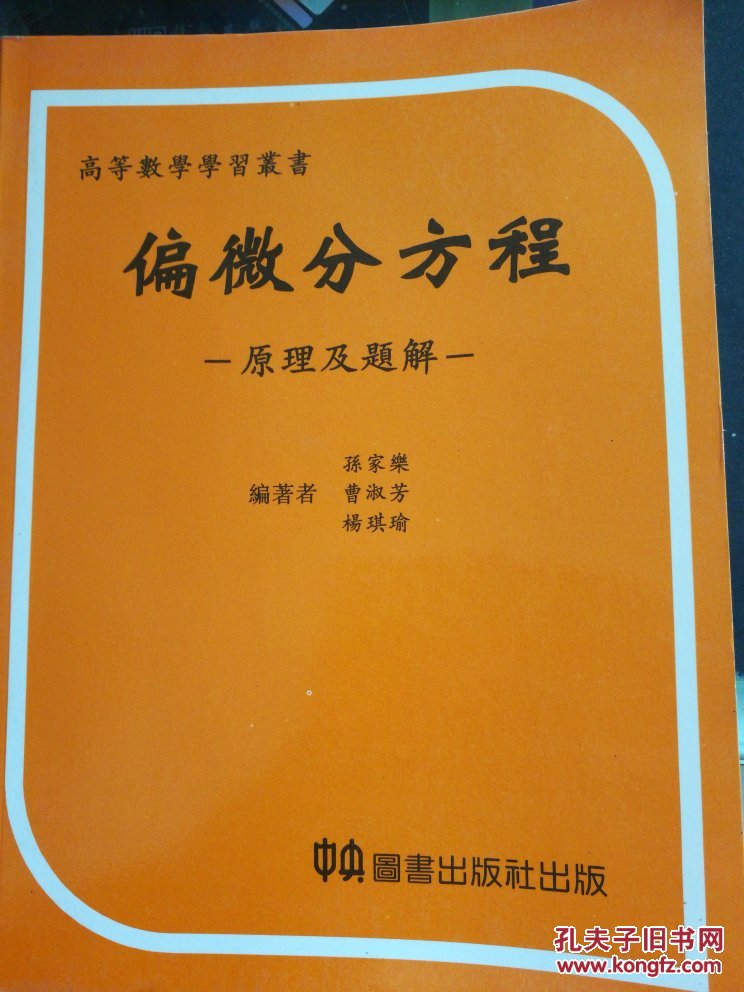 高等數學學習叢書
偏微分方程
—原理及題解—
孫家樂
編著者 曹淑芳
楊琪瑜
中央圖書出版社出版
孔夫子旧书网
www.kongfz.com